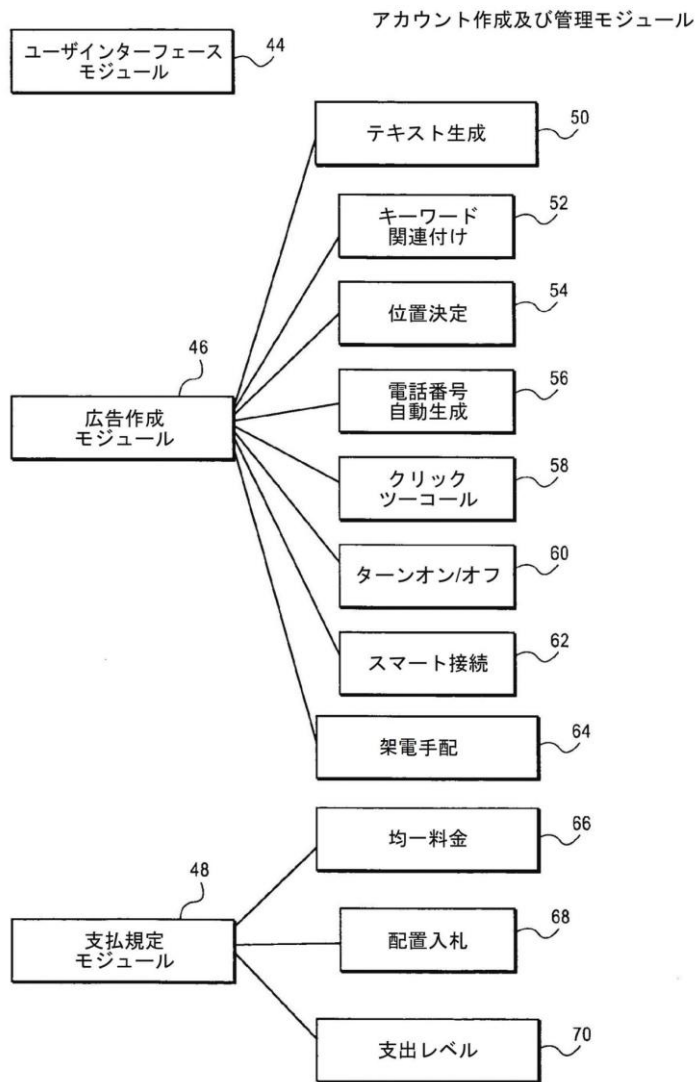 アカウント作成及び管理モジュール
ユーザインターフェース
モジュール
44
テキスト生成
50
キーワード
関連付け
52
位置決定
54
46
広告作成
モジュール
電話番号
自動生成
56
クリック
ツーコール
58
ターンオン/オフ
60
スマート接続
62
架電手配
64
均一料金
66
48
支払規定
モジュール
配置入札
68
支出レベル
70